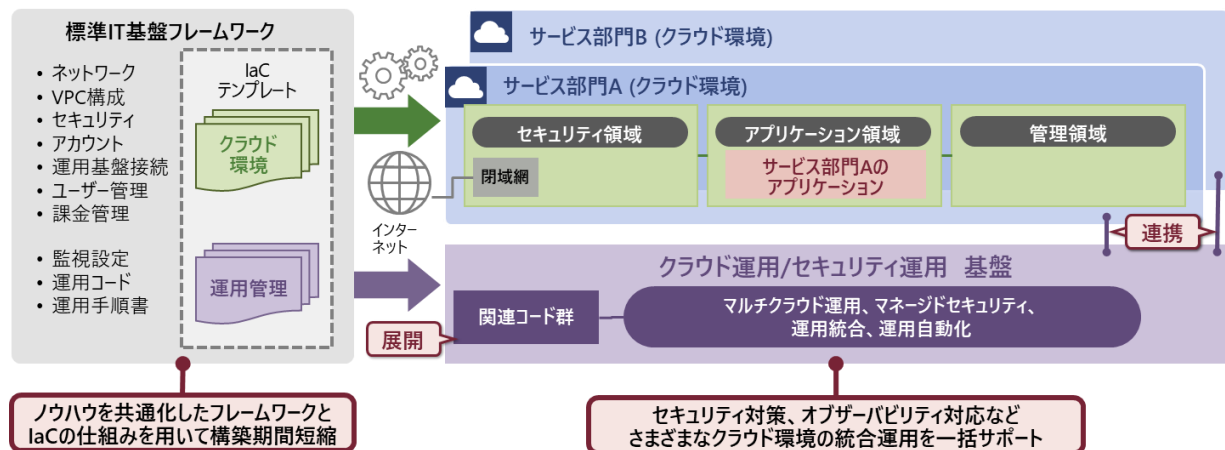 標準IT基盤フレームワーク
• ネットワーク
• VPC構成
• セキュリティ
• アカウント
• 運用基盤接続
• ユーザー管理
• 課金管理
• 監視設定
• 運用コード
• 運用手順書
IaC
テンプレート
クラウド
環境
運用管理
ノウハウを共通化したフレームワークと
IaCの仕組みを用いて構築期間短縮
インター
ネット
サービス部門B (クラウド環境)
サービス部門A (クラウド環境)
セキュリティ領域
閉域網
アプリケーション領域
サービス部門Aの
アプリケーション
管理領域
連携
クラウド運用/セキュリティ運用 基盤
関連コード群
展開
マルチクラウド運用、マネージドセキュリティ、
運用統合、運用自動化
セキュリティ対策、オブザーバビリティ対応など
さまざまなクラウド環境の統合運用を一括サポート